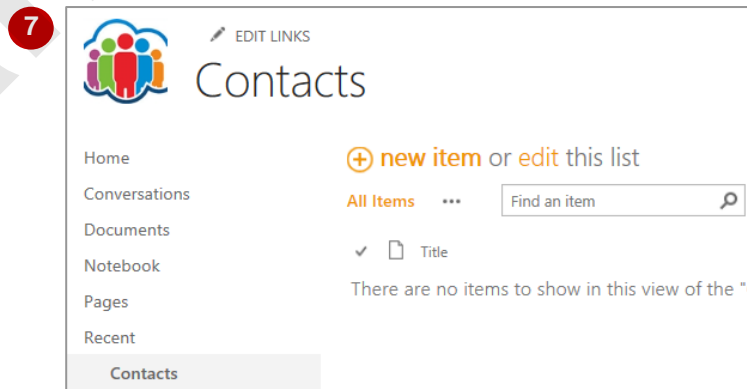 7
EDIT LINKS
Contacts
Home
Conversations
Documents
Notebook
Pages
Recent
Contacts
new item or edit this list
All Items ••• Find an item
Title
There are no items to show in this view of the "